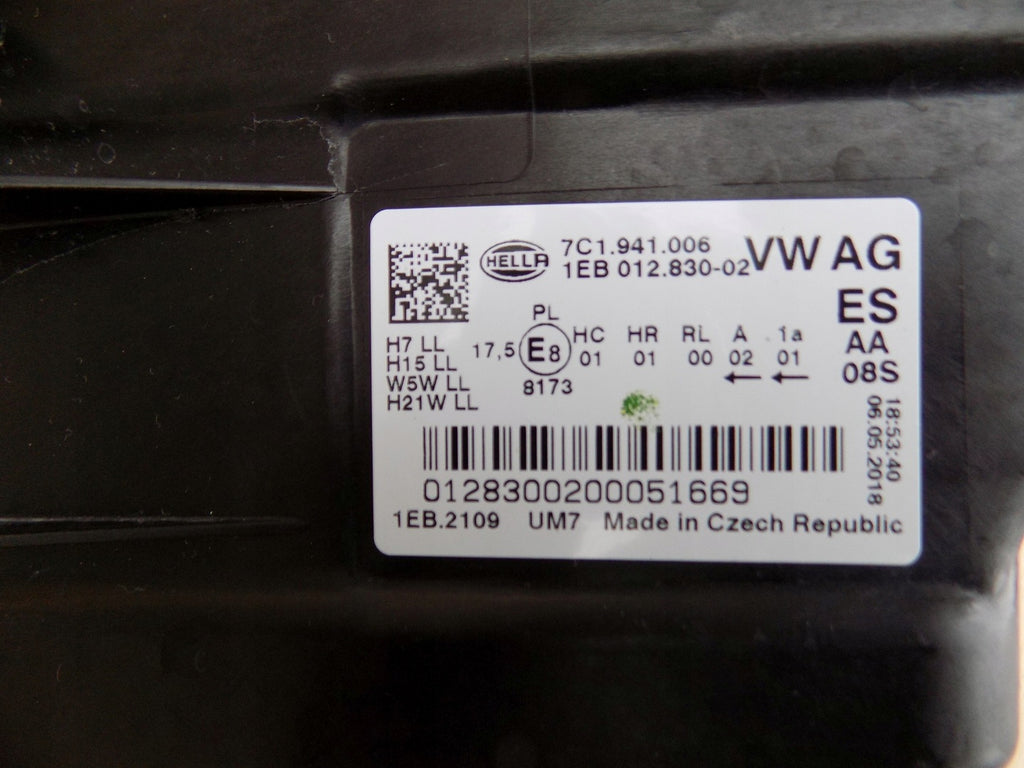 HELLA
7C1.941.006
1EB 012.830-02
VW AG
ES
AA
08S
H7 LL
H15 LL
W5W LL
H21W LL
PL
17,5 E8
8173
HC HR RL A 1a
01 01 00 02 01
← ←
18:53:40
06.05.2018
0128300200051669
1EB.2109 UM7 Made in Czech Republic